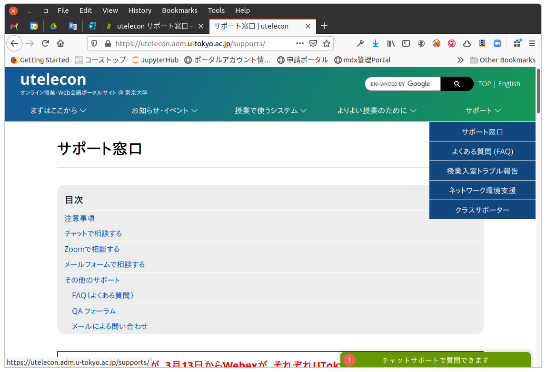 File Edit View History Bookmarks Tools Help
utelecon サポート窓口 –
サポート窓口 | utelecon
https://utelecon.adm.u-tokyo.ac.jp/supports/
Getting Started コースストップ JupyterHub ポータルアカウント情… 申請ポータル mdx管理Portal Other Bookmarks
utelecon
オンライン授業・Web会議ポータルサイト @ 東京大学
ENHANCED BY Google
TOP | English
まずはここから お知らせ・イベント 授業で使うシステム よりよい授業のために サポート
サポート窓口
よくある質問 (FAQ)
授業入室トラブル報告
ネットワーク環境支援
クラスサポーター
サポート窓口
目次
注意事項
チャットで相談する
Zoomで相談する
メールフォームで相談する
その他のサポート
FAQ（よくある質問）
QA フォーラム
メールによる問い合わせ
が、3月13日からWebexが、それぞれUTok
https://utelecon.adm.u-tokyo.ac.jp/supports/
1 チャットサポートで質問できます